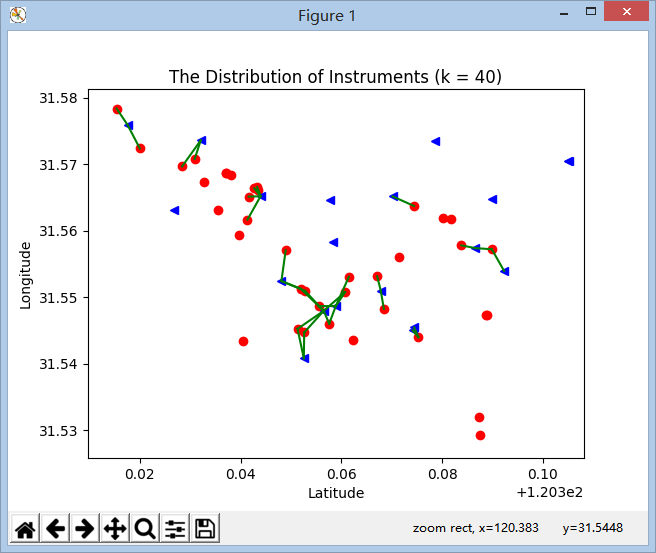 Figure 1
The Distribution of Instruments (k = 40)
31.58
31.57
31.56
31.55
31.54
31.53
Longitude
0.02 0.04 0.06 0.08 0.10
+1.203e2
Latitude
zoom rect, x=120.383 y=31.5448